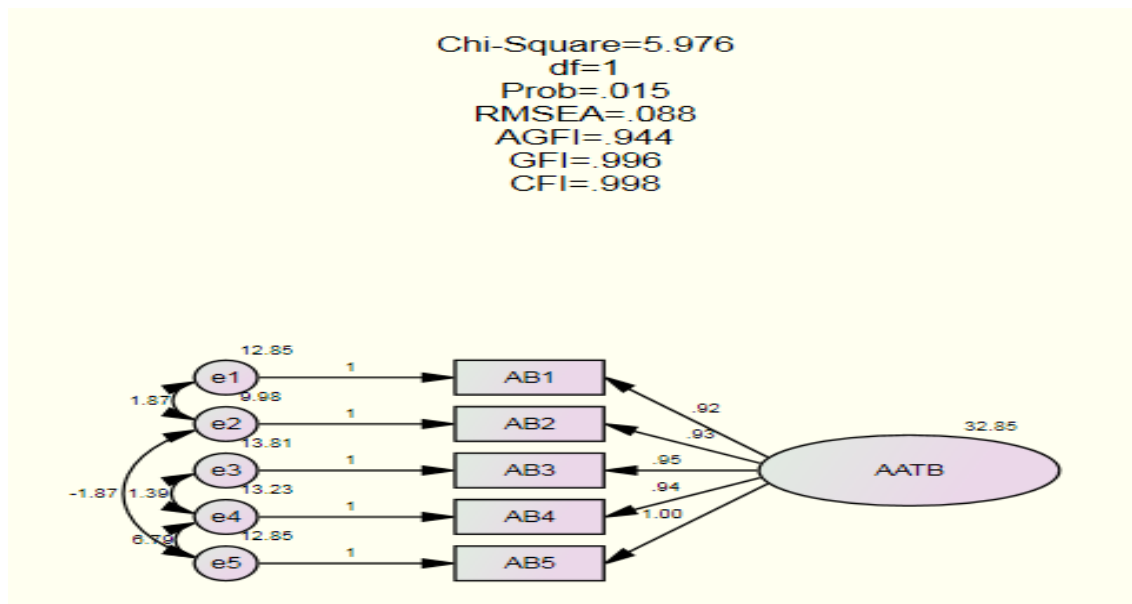 Chi-Square=5.976
df=1
Prob=.015
RMSEA=.088
AGFI=.944
GFI=.996
CFI=.998
12.85
e1
1
AB1
.92
1.87
9.98
e2
1
AB2
.93
32.85
13.81
e3
1
AB3
.95
AATB
-1.87
1.39
13.23
e4
1
AB4
.94
6.79
12.85
e5
1
AB5
1.00